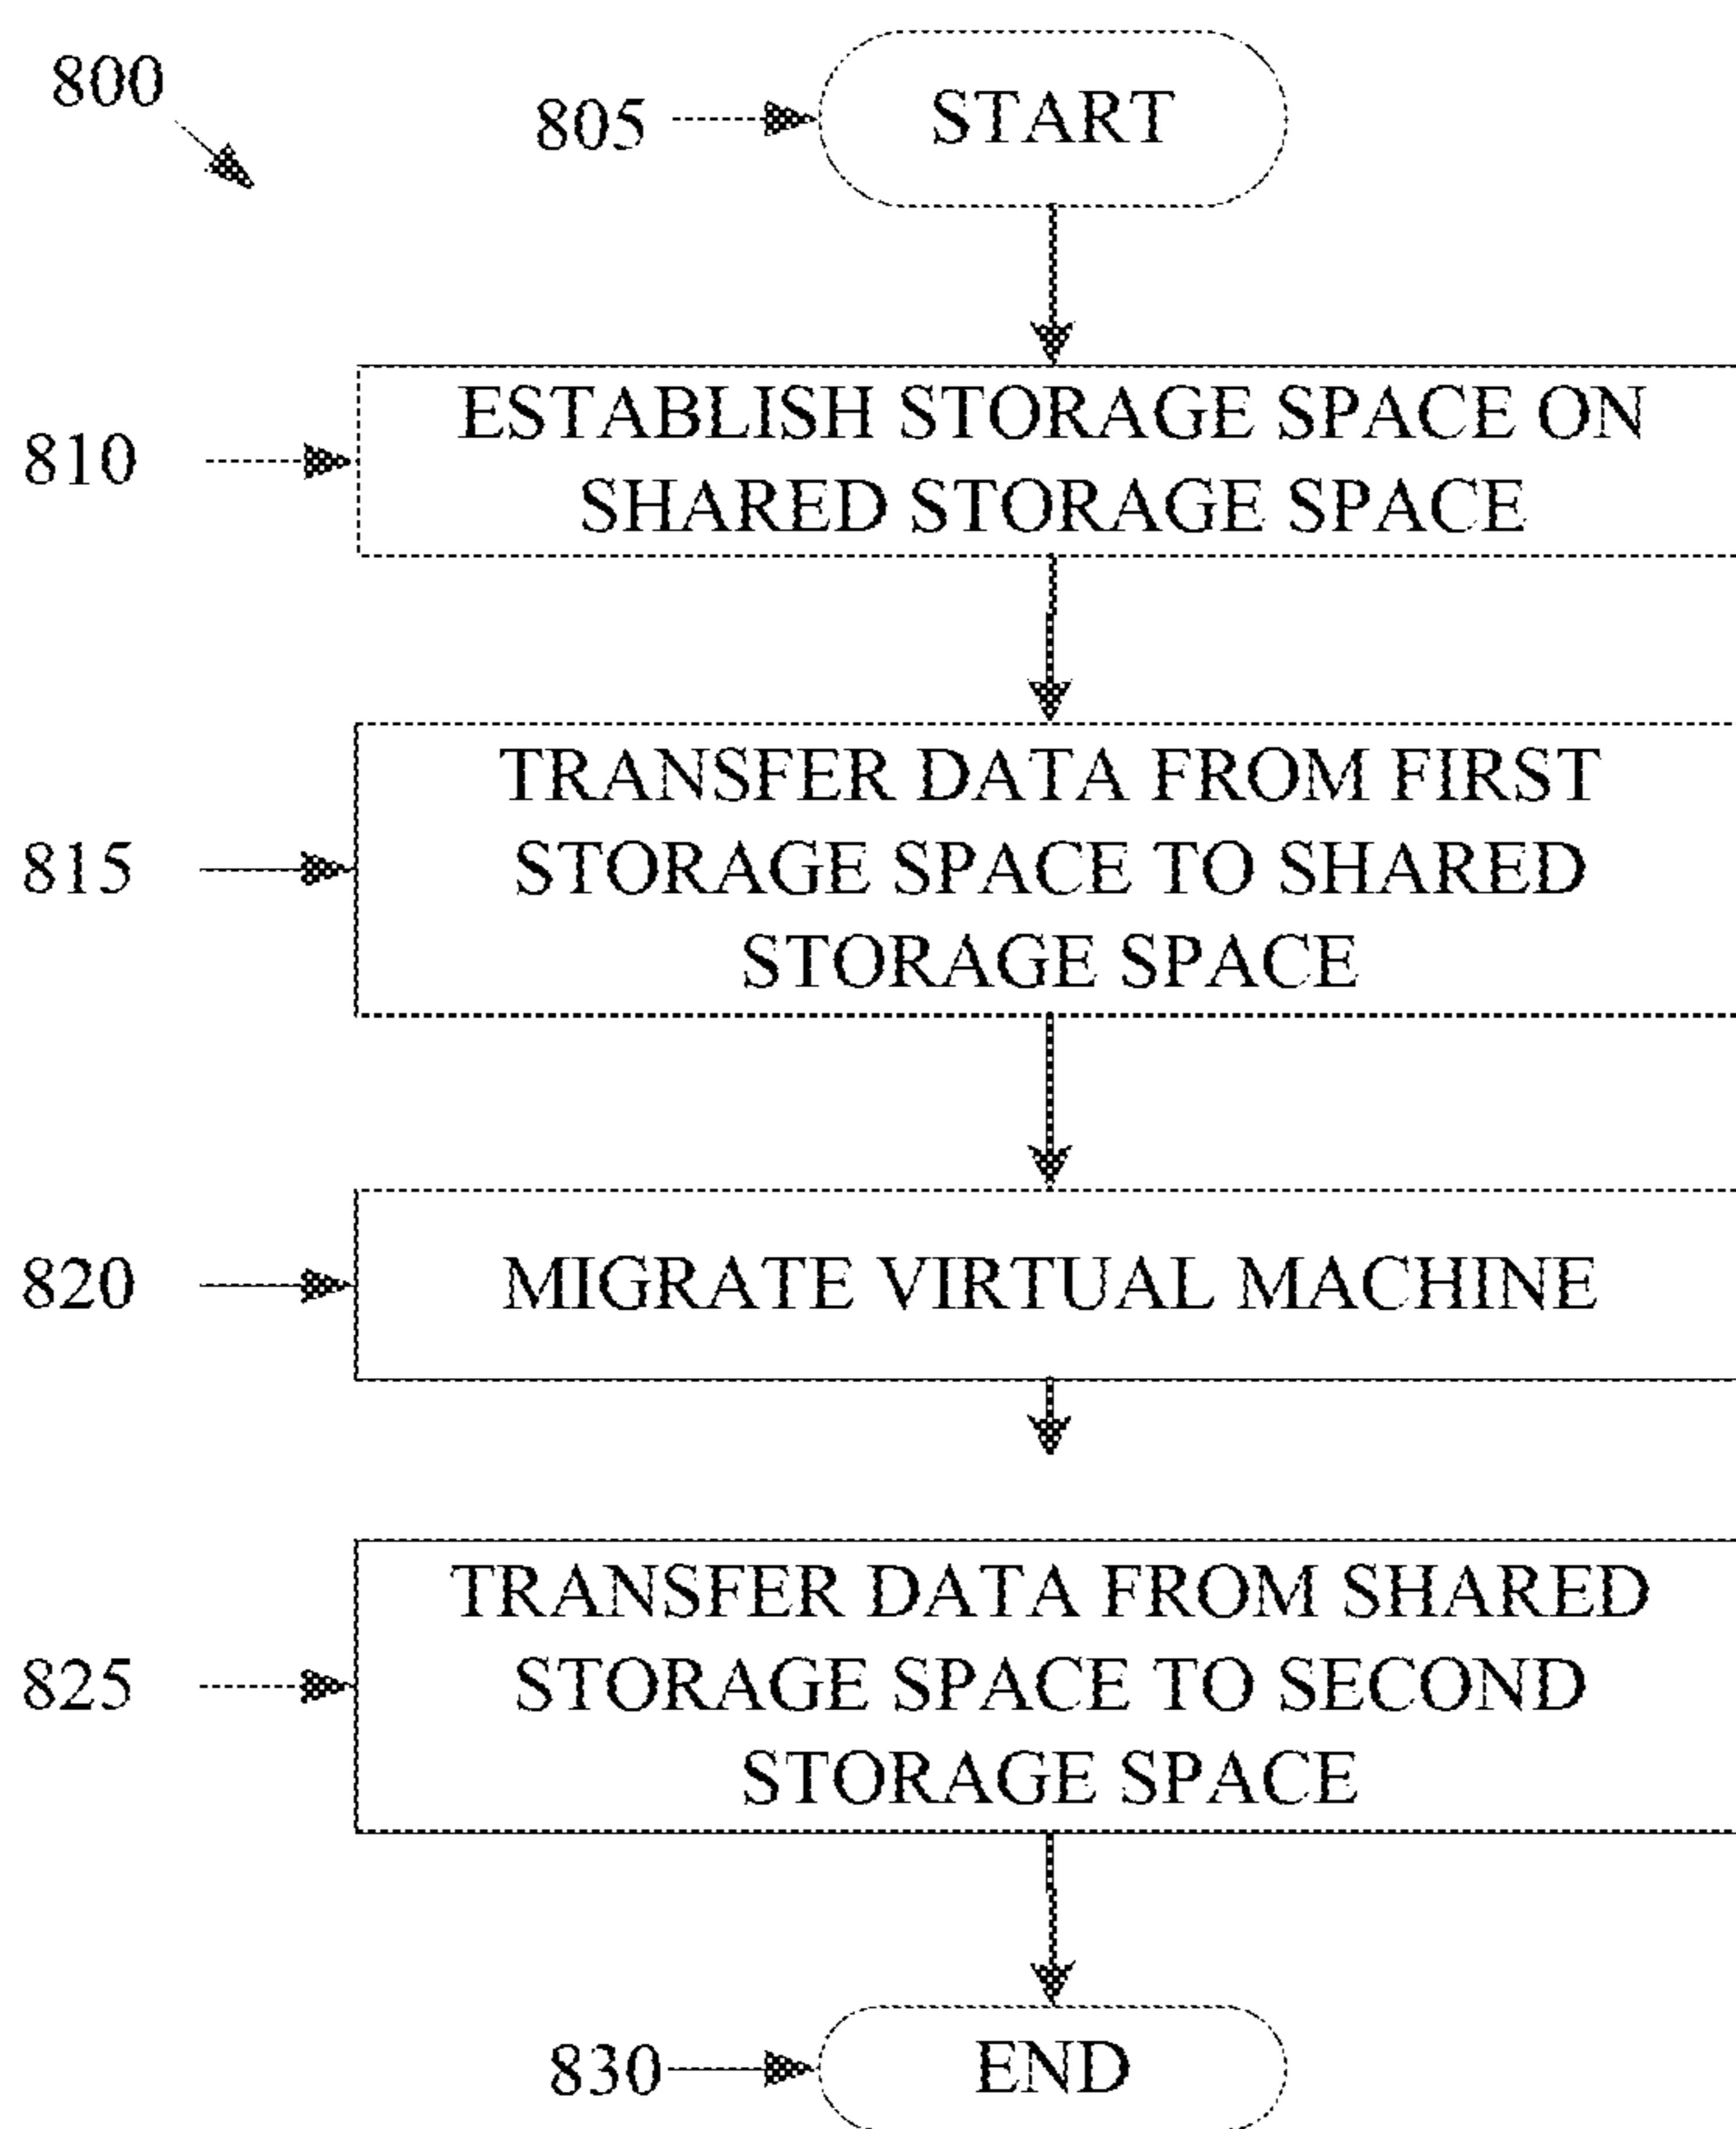 800
805
START
810
ESTABLISH STORAGE SPACE ON
SHARED STORAGE SPACE
815
TRANSFER DATA FROM FIRST
STORAGE SPACE TO SHARED
STORAGE SPACE
820
MIGRATE VIRTUAL MACHINE
825
TRANSFER DATA FROM SHARED
STORAGE SPACE TO SECOND
STORAGE SPACE
830
END